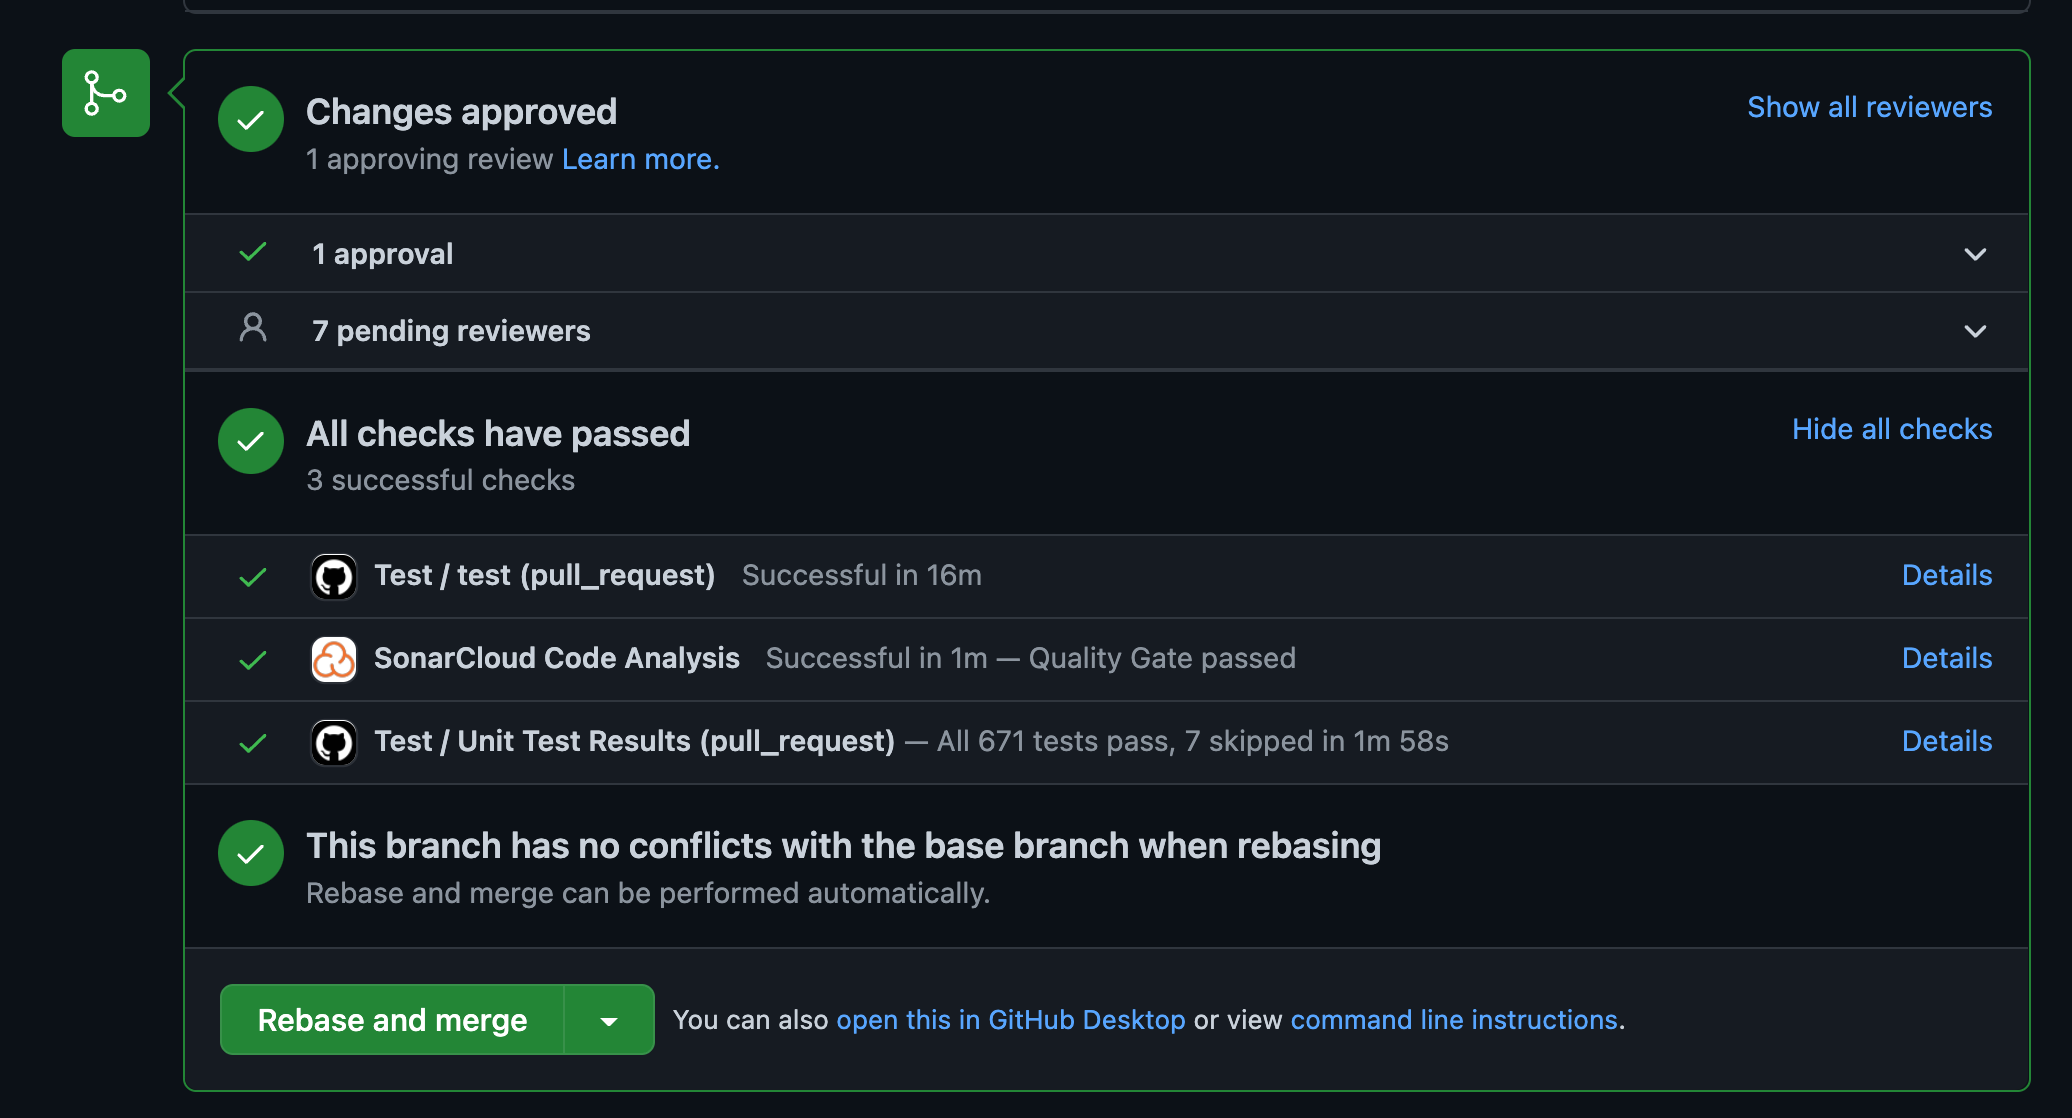 Changes approved
Show all reviewers
1 approving review Learn more.
1 approval
7 pending reviewers
All checks have passed
Hide all checks
3 successful checks
Test / test (pull_request) Successful in 16m
Details
SonarCloud Code Analysis Successful in 1m — Quality Gate passed
Details
Test / Unit Test Results (pull_request) — All 671 tests pass, 7 skipped in 1m 58s
Details
This branch has no conflicts with the base branch when rebasing
Rebase and merge can be performed automatically.
Rebase and merge
You can also open this in GitHub Desktop or view command line instructions.